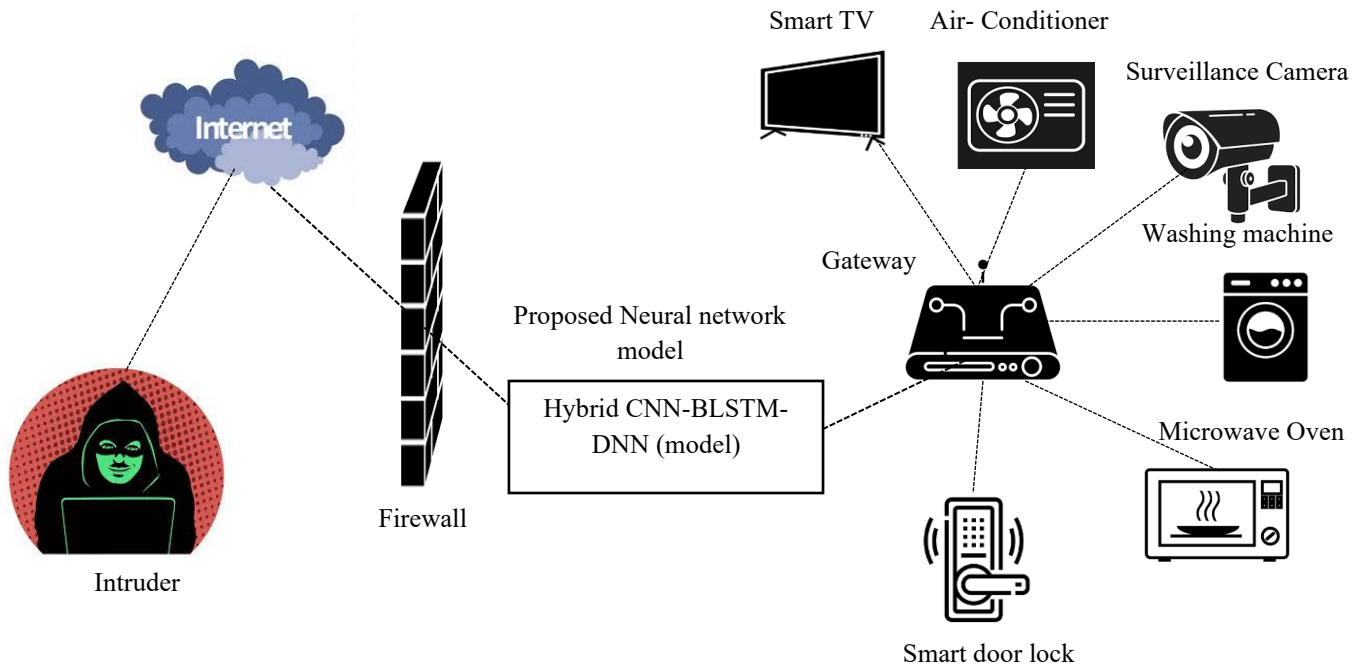 Smart TV
Air- Conditioner
Surveillance Camera
Internet
Washing machine
Gateway
Proposed Neural network
model
Hybrid CNN-BLSTM-
DNN (model)
Microwave Oven
Firewall
Intruder
Smart door lock